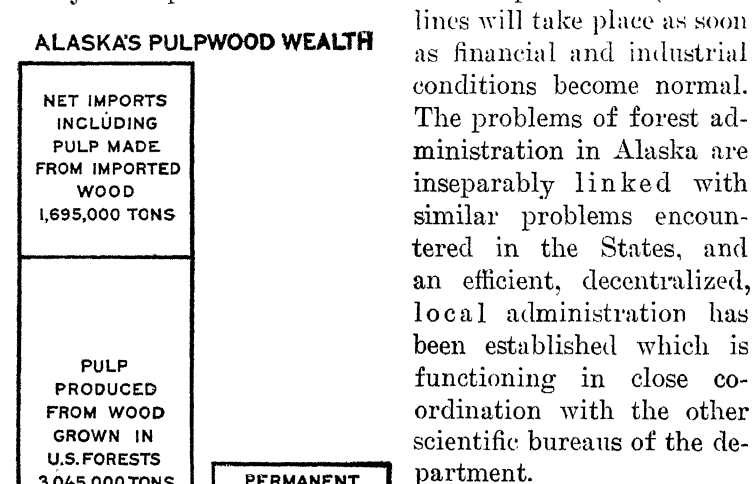 ALASKA'S PULPWOOD WEALTH
NET IMPORTS
INCLUDING
PULP MADE
FROM IMPORTED
WOOD
1,695,000 TONS
PULP
PRODUCED
FROM WOOD
GROWN IN
U.S. FORESTS
3,045,000 TONS
PERMANENT
lines will take place as soon
as financial and industrial
conditions become normal.
The problems of forest ad-
ministration in Alaska are
inseparably linked with
similar problems encoun-
tered in the States, and
an efficient, decentralized,
local administration has
been established which is
functioning in close co-
ordination with the other
scientific bureaus of the de-
partment.